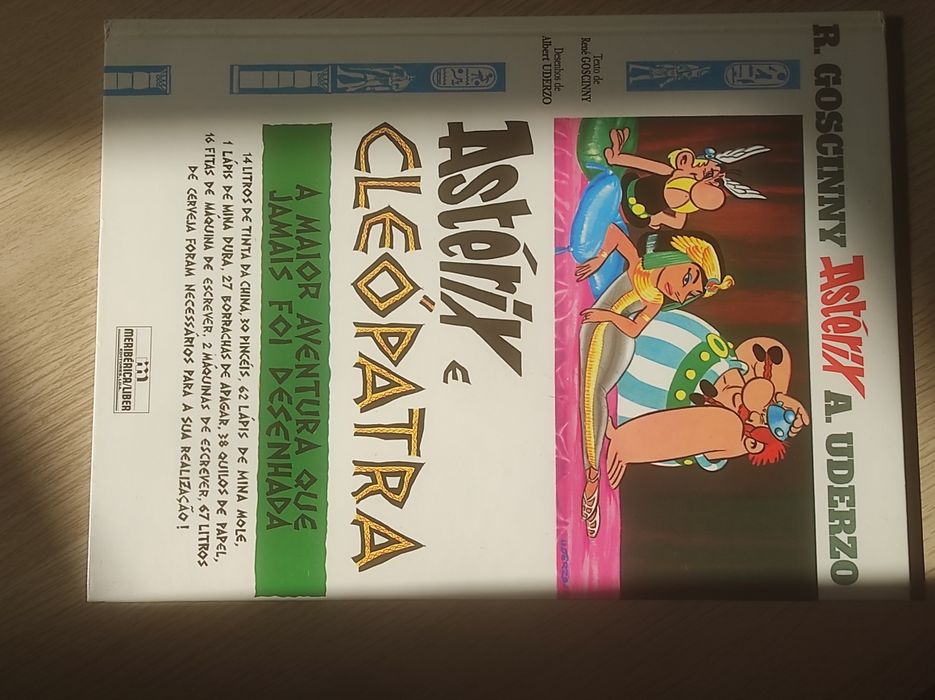 R. GOSCINNY Astérix A. UDERZO
Texto de
René GOSCINNY
Desenhos de
Albert UDERZO
UDERZO
Astérix E
CLEÓPATRA
A MAIOR AVENTURA QUE
JAMAIS FOI DESENHADA
14 LITROS DE TINTA DA CHINA, 30 PINCÉIS, 62 LÁPIS DE MINA MOLE,
1 LÁPIS DE MINA DURA, 27 BORRACHAS DE APAGAR, 38 QUILOS DE PAPEL,
16 FITAS DE MÁQUINA DE ESCREVER, 2 MÁQUINAS DE ESCREVER, 67 LITROS
DE CERVEJA FORAM NECESSÁRIOS PARA A SUA REALIZAÇÃO!
m
MERIBÉRICA/LIBER